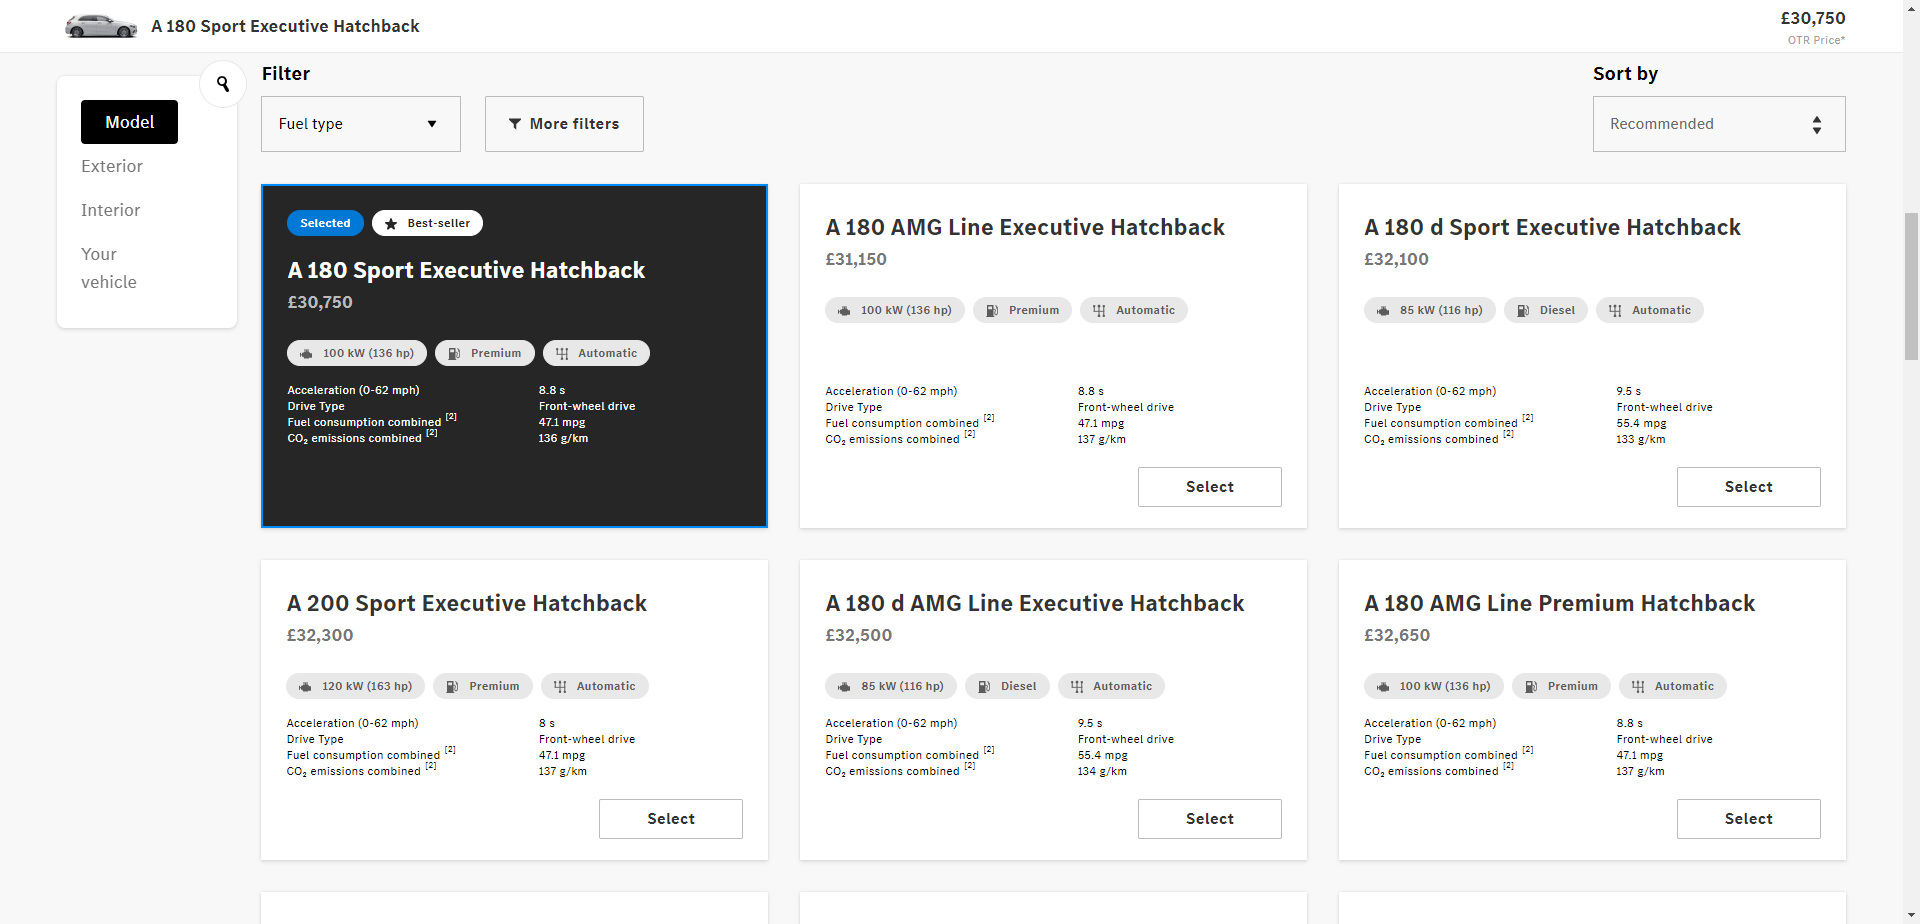 A 180 Sport Executive Hatchback
£30,750
OTR Price*
Model
Exterior
Interior
Your
vehicle
Filter
Fuel type
More filters
Sort by
Recommended
Selected
Best-seller
A 180 Sport Executive Hatchback
£30,750
100 kW (136 hp)
Premium
Automatic
Acceleration (0-62 mph) 8.8 s
Drive Type Front-wheel drive
Fuel consumption combined [2] 47.1 mpg
CO₂ emissions combined [2] 136 g/km
A 180 AMG Line Executive Hatchback
£31,150
100 kW (136 hp)
Premium
Automatic
Acceleration (0-62 mph) 8.8 s
Drive Type Front-wheel drive
Fuel consumption combined [2] 47.1 mpg
CO₂ emissions combined [2] 137 g/km
Select
A 180 d Sport Executive Hatchback
£32,100
85 kW (116 hp)
Diesel
Automatic
Acceleration (0-62 mph) 9.5 s
Drive Type Front-wheel drive
Fuel consumption combined [2] 55.4 mpg
CO₂ emissions combined [2] 133 g/km
Select
A 200 Sport Executive Hatchback
£32,300
120 kW (163 hp)
Premium
Automatic
Acceleration (0-62 mph) 8 s
Drive Type Front-wheel drive
Fuel consumption combined [2] 47.1 mpg
CO₂ emissions combined [2] 137 g/km
Select
A 180 d AMG Line Executive Hatchback
£32,500
85 kW (116 hp)
Diesel
Automatic
Acceleration (0-62 mph) 9.5 s
Drive Type Front-wheel drive
Fuel consumption combined [2] 55.4 mpg
CO₂ emissions combined [2] 134 g/km
Select
A 180 AMG Line Premium Hatchback
£32,650
100 kW (136 hp)
Premium
Automatic
Acceleration (0-62 mph) 8.8 s
Drive Type Front-wheel drive
Fuel consumption combined [2] 47.1 mpg
CO₂ emissions combined [2] 137 g/km
Select